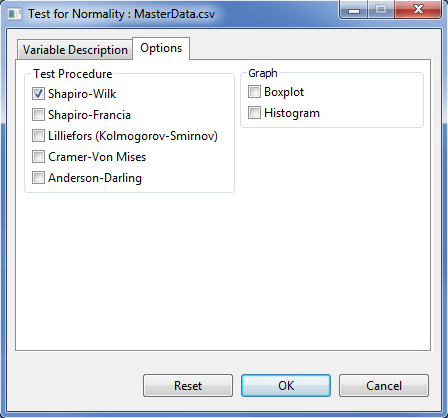 Test for Normality : MasterData.csv
Variable Description
Options
Test Procedure
Shapiro-Wilk
Shapiro-Francia
Lilliefors (Kolmogorov-Smirnov)
Cramer-Von Mises
Anderson-Darling
Graph
Boxplot
Histogram
Reset
OK
Cancel